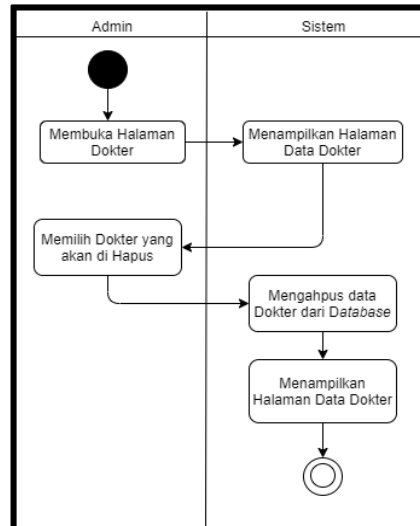 Admin
Sistem
Membuka Halaman
Dokter
Menampilkan Halaman
Data Dokter
Memilih Dokter yang
akan di Hapus
Mengahpus data
Dokter dari Database
Menampilkan
Halaman Data Dokter